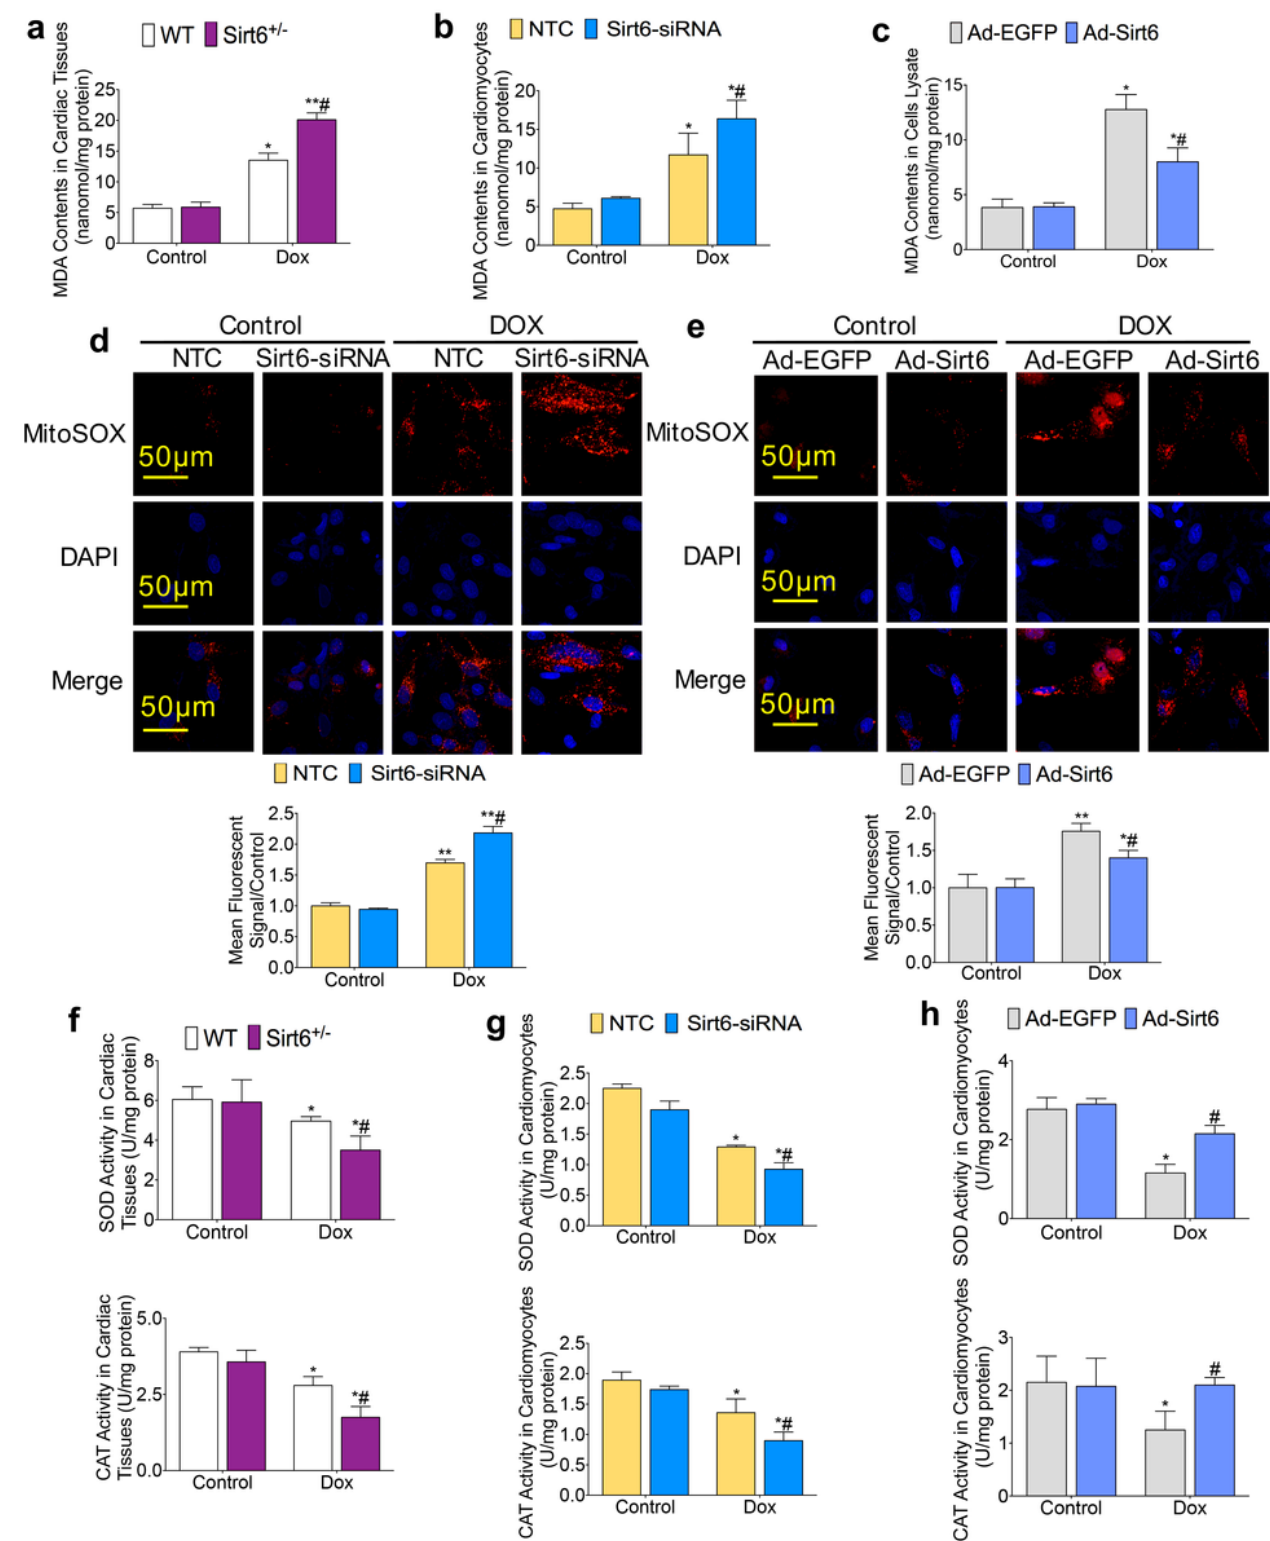 a
WT Sirt6+/-
MDA Contents in Cardiac Tissues
(nanomol/mg protein)
25
20
15
10
5
0
* **#
Control Dox
b
NTC Sirt6-siRNA
MDA Contents in Cardiomyocytes
(nanomol/mg protein)
20
15
10
5
0
* *#
Control Dox
c
Ad-EGFP Ad-Sirt6
MDA Contents in Cells Lysate
(nanomol/mg protein)
15
10
5
0
* *#
Control Dox
d
Control DOX
NTC Sirt6-siRNA NTC Sirt6-siRNA
MitoSOX
50μm
DAPI
50μm
Merge
50μm
NTC Sirt6-siRNA
Mean Fluorescent
Signal/Control
2.5
2.0
1.5
1.0
0.5
0.0
** **#
Control Dox
e
Control DOX
Ad-EGFP Ad-Sirt6 Ad-EGFP Ad-Sirt6
MitoSOX
50μm
DAPI
50μm
Merge
50μm
Ad-EGFP Ad-Sirt6
Mean Fluorescent
Signal/Control
2.0
1.5
1.0
0.5
0.0
** *#
Control Dox
f
WT Sirt6+/-
SOD Activity in Cardiac
Tissues (U/mg protein)
8
6
4
2
0
* *#
Control Dox
CAT Activity in Cardiac
Tissues (U/mg protein)
5.0
2.5
0.0
* *#
Control Dox
g
NTC Sirt6-siRNA
SOD Activity in Cardiomyocytes
(U/mg protein)
2.5
2.0
1.5
1.0
0.5
0.0
* *#
Control Dox
CAT Activity in Cardiomyocytes
(U/mg protein)
2.5
2.0
1.5
1.0
0.5
0.0
* *#
Control Dox
h
Ad-EGFP Ad-Sirt6
SOD Activity in Cardiomyocytes
(U/mg protein)
4
2
0
* #
Control Dox
CAT Activity in Cardiomyocytes
(U/mg protein)
3
2
1
0
* #
Control Dox